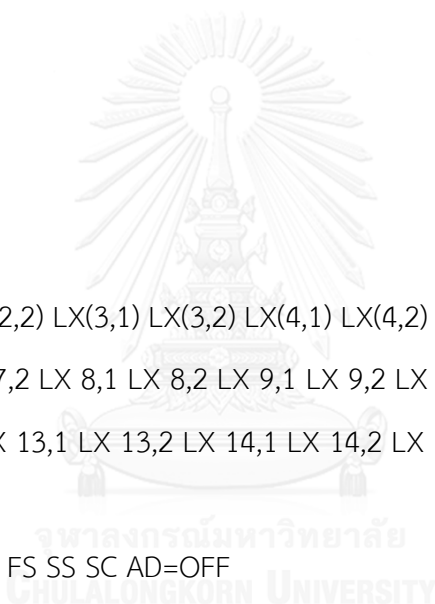 2,2) LX(3,1) LX(3,2) LX(4,1) LX(4,2)
7,2 LX 8,1 LX 8,2 LX 9,1 LX 9,2 LX
X 13,1 LX 13,2 LX 14,1 LX 14,2 LX
จุฬาลงกรณ์มหาวิทยาลัย
FS SS SC AD=OFF
CHULALONGKORN UNIVERSITY